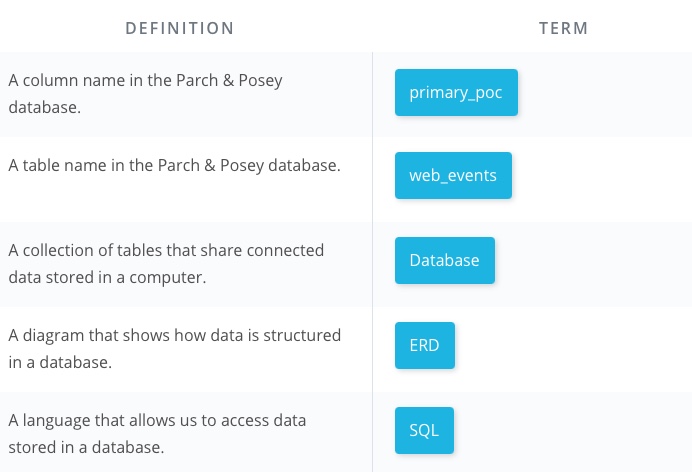 DEFINITION TERM
A column name in the Parch & Posey
database.
primary_poc
A table name in the Parch & Posey database.
web_events
A collection of tables that share connected
data stored in a computer.
Database
A diagram that shows how data is structured
in a database.
ERD
A language that allows us to access data
stored in a database.
SQL